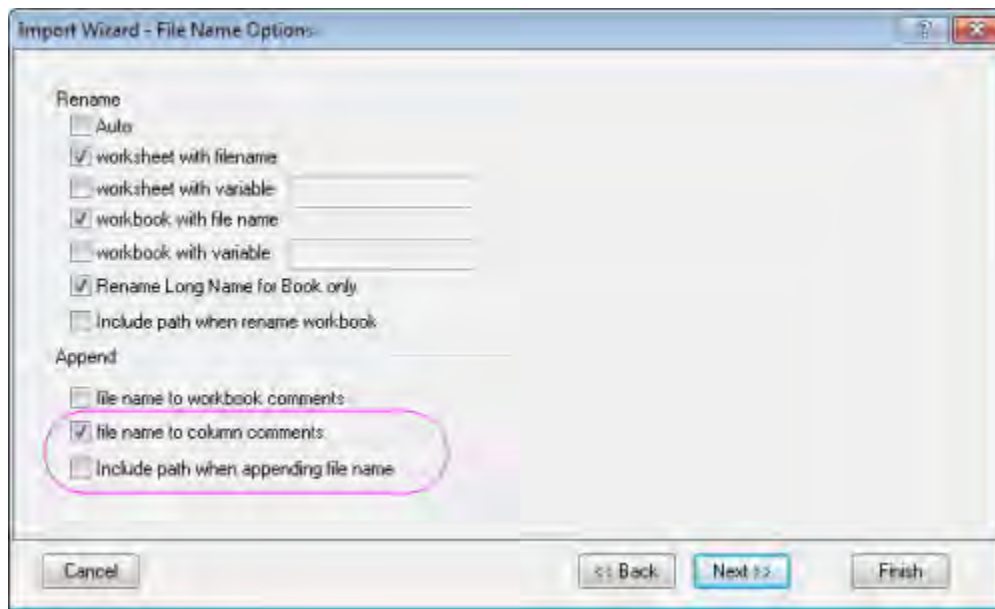 Import Wizard - File Name Options
Rename
Auto
worksheet with filename
worksheet with variable
workbook with file name
workbook with variable
Rename Long Name for Book only
Include path when rename workbook
Append
file name to workbook comments
file name to column comments
Include path when appending file name
Cancel
<< Back
Next >>
Finish